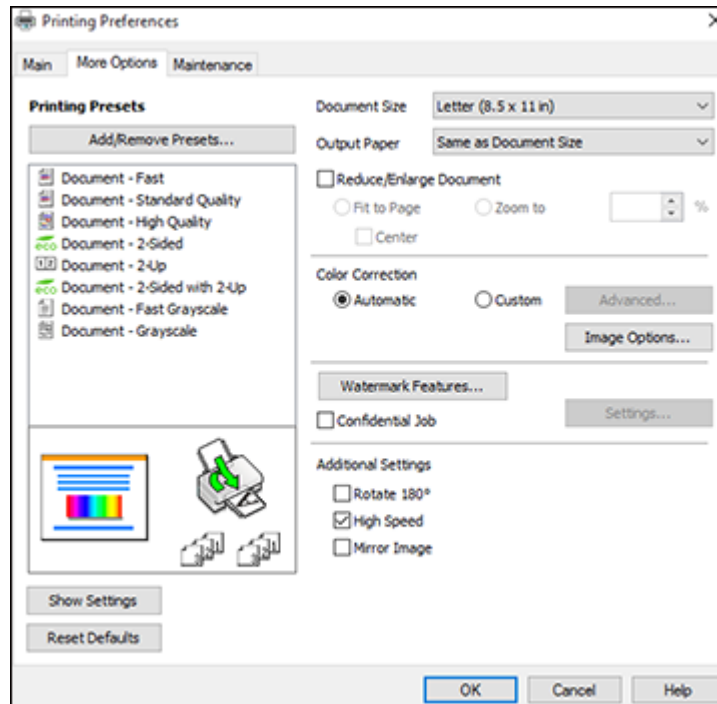 Printing Preferences
Main More Options Maintenance
Printing Presets
Add/Remove Presets...
Document - Fast
Document - Standard Quality
Document - High Quality
eco Document - 2-Sided
1 2 Document - 2-Up
eco Document - 2-Sided with 2-Up
Document - Fast Grayscale
Document - Grayscale
Show Settings
Reset Defaults
Document Size Letter (8.5 x 11 in)
Output Paper Same as Document Size
Reduce/Enlarge Document
Fit to Page Zoom to %
Center
Color Correction
Automatic Custom Advanced...
Image Options...
Watermark Features...
Confidential Job Settings...
Additional Settings
Rotate 180°
High Speed
Mirror Image
OK Cancel Help